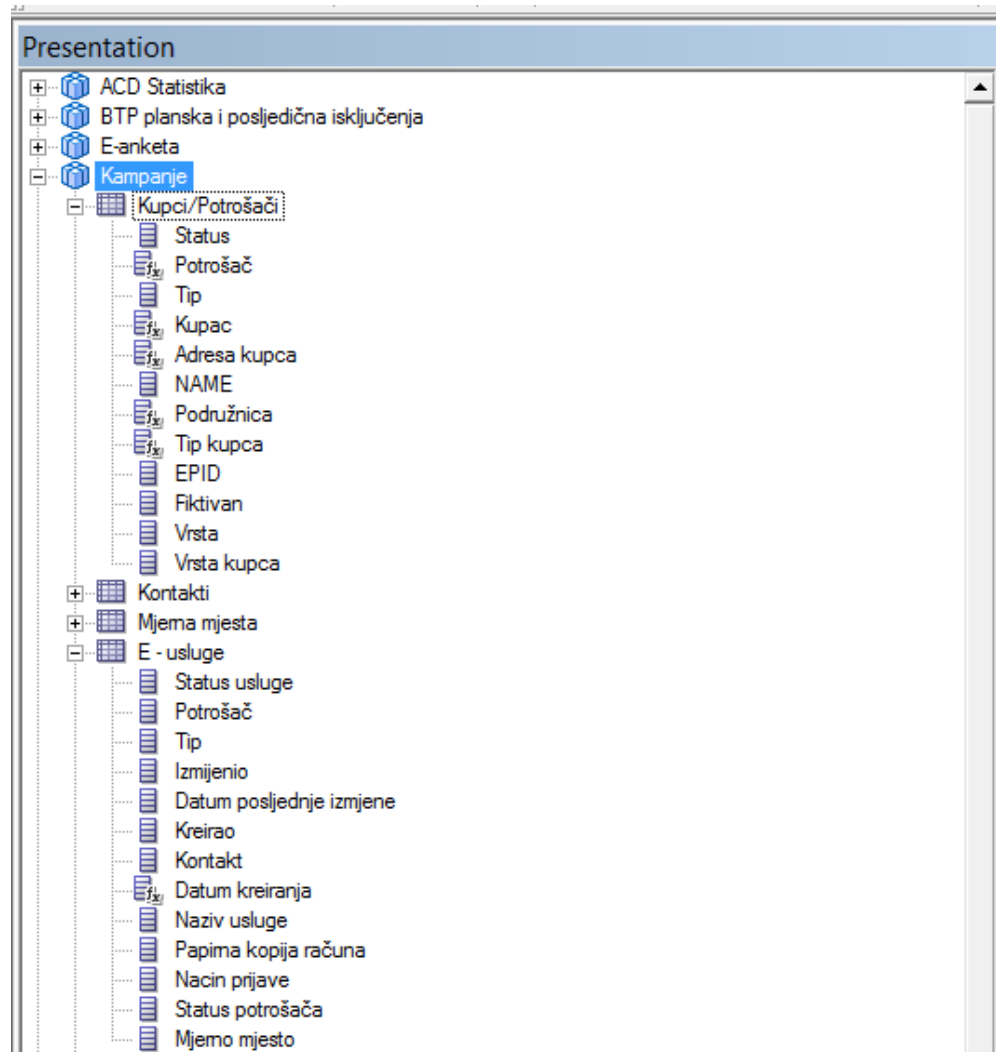 Presentation
ACD Statistika
BTP planska i posljedična isključenja
E-anketa
Kampanje
Kupci/Potrošači
Status
Potrošač
Tip
Kupac
Adresa kupca
NAME
Podružnica
Tip kupca
EPID
Fiktivan
Vrsta
Vrsta kupca
Kontakti
Mjerna mjesta
E - usluge
Status usluge
Potrošač
Tip
Izmijenio
Datum posljednje izmjene
Kreirao
Kontakt
Datum kreiranja
Naziv usluge
Papirna kopija računa
Nacin prijave
Status potrošača
Mjerno mjesto